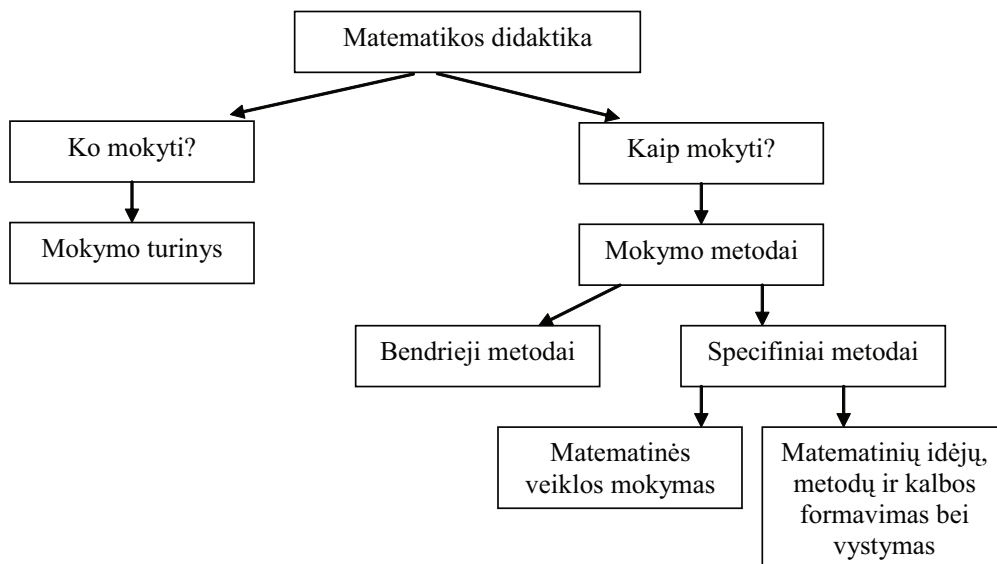 Matematikos didaktika
Ko mokyti?
Kaip mokyti?
Mokymo turinys
Mokymo metodai
Bendrieji metodai
Specifiniai metodai
Matematinės
veiklos mokymas
Matematinių idėjų,
metodų ir kalbos
formavimas bei
vystymas